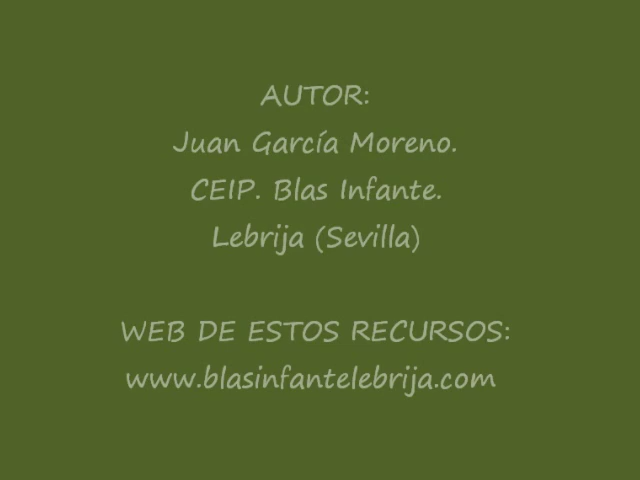 AUTOR:
Juan García Moreno.
CEIP. Blas Infante.
Lebrija (Sevilla)
WEB DE ESTOS RECURSOS:
www.blasinfantelebrija.com